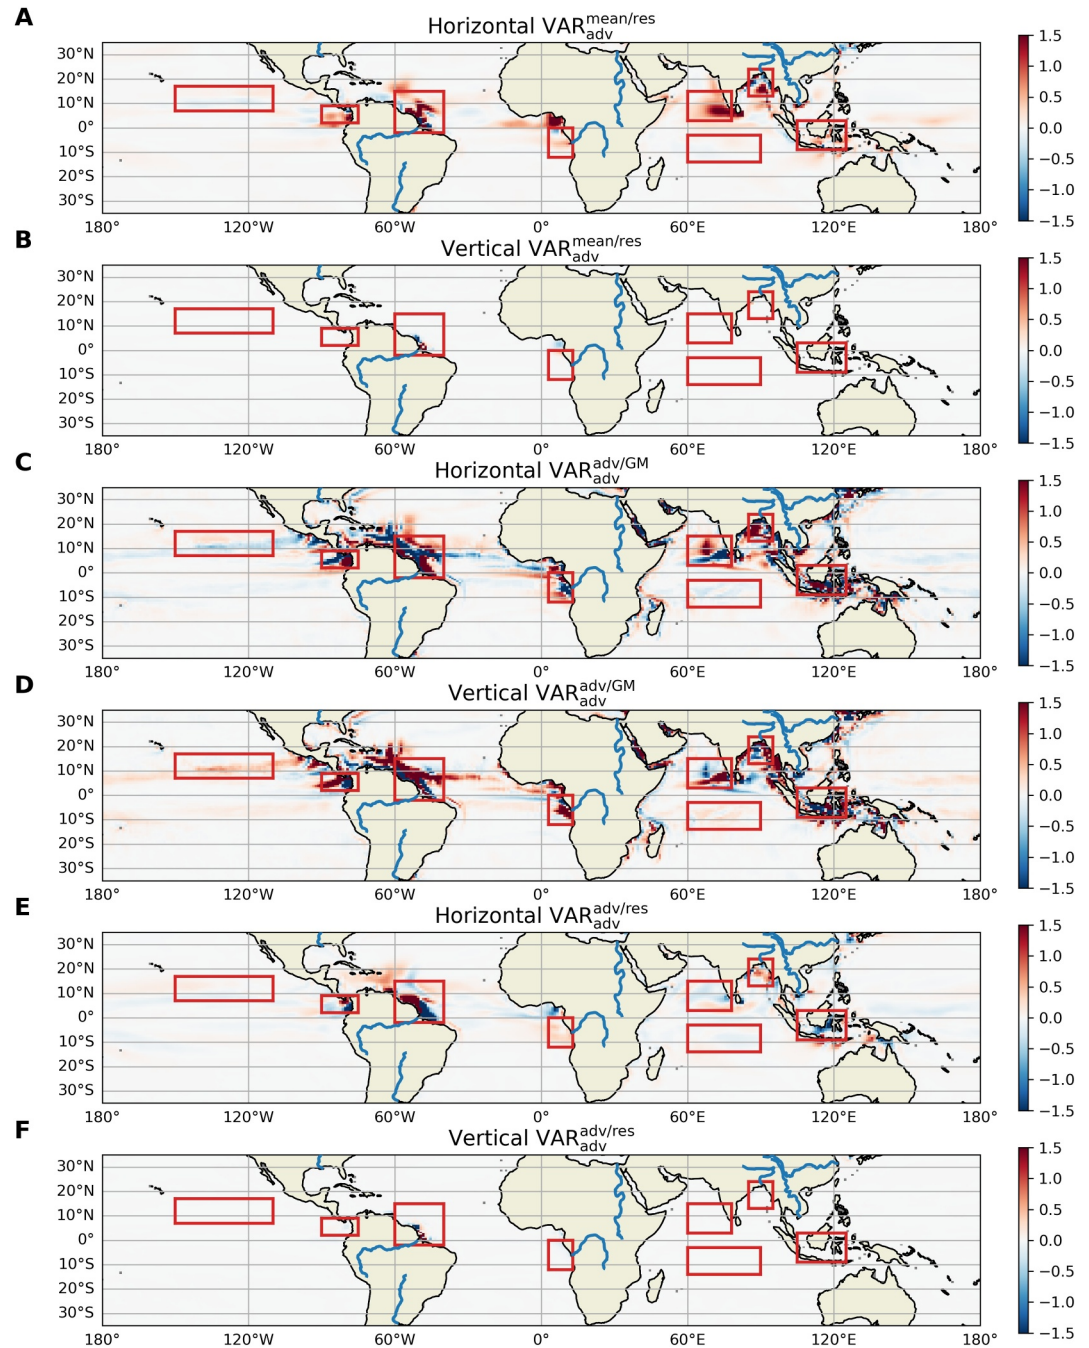 A
Horizontal VAR^{mean/res}_{adv}
30°N
20°N
10°N
0°
10°S
20°S
30°S
180° 120°W 60°W 0° 60°E 120°E 180°
1.5
1.0
0.5
0.0
−0.5
−1.0
−1.5
B
Vertical VAR^{mean/res}_{adv}
30°N
20°N
10°N
0°
10°S
20°S
30°S
180° 120°W 60°W 0° 60°E 120°E 180°
1.5
1.0
0.5
0.0
−0.5
−1.0
−1.5
C
Horizontal VAR^{adv/GM}_{adv}
30°N
20°N
10°N
0°
10°S
20°S
30°S
180° 120°W 60°W 0° 60°E 120°E 180°
1.5
1.0
0.5
0.0
−0.5
−1.0
−1.5
D
Vertical VAR^{adv/GM}_{adv}
30°N
20°N
10°N
0°
10°S
20°S
30°S
180° 120°W 60°W 0° 60°E 120°E 180°
1.5
1.0
0.5
0.0
−0.5
−1.0
−1.5
E
Horizontal VAR^{adv/res}_{adv}
30°N
20°N
10°N
0°
10°S
20°S
30°S
180° 120°W 60°W 0° 60°E 120°E 180°
1.5
1.0
0.5
0.0
−0.5
−1.0
−1.5
F
Vertical VAR^{adv/res}_{adv}
30°N
20°N
10°N
0°
10°S
20°S
30°S
180° 120°W 60°W 0° 60°E 120°E 180°
1.5
1.0
0.5
0.0
−0.5
−1.0
−1.5